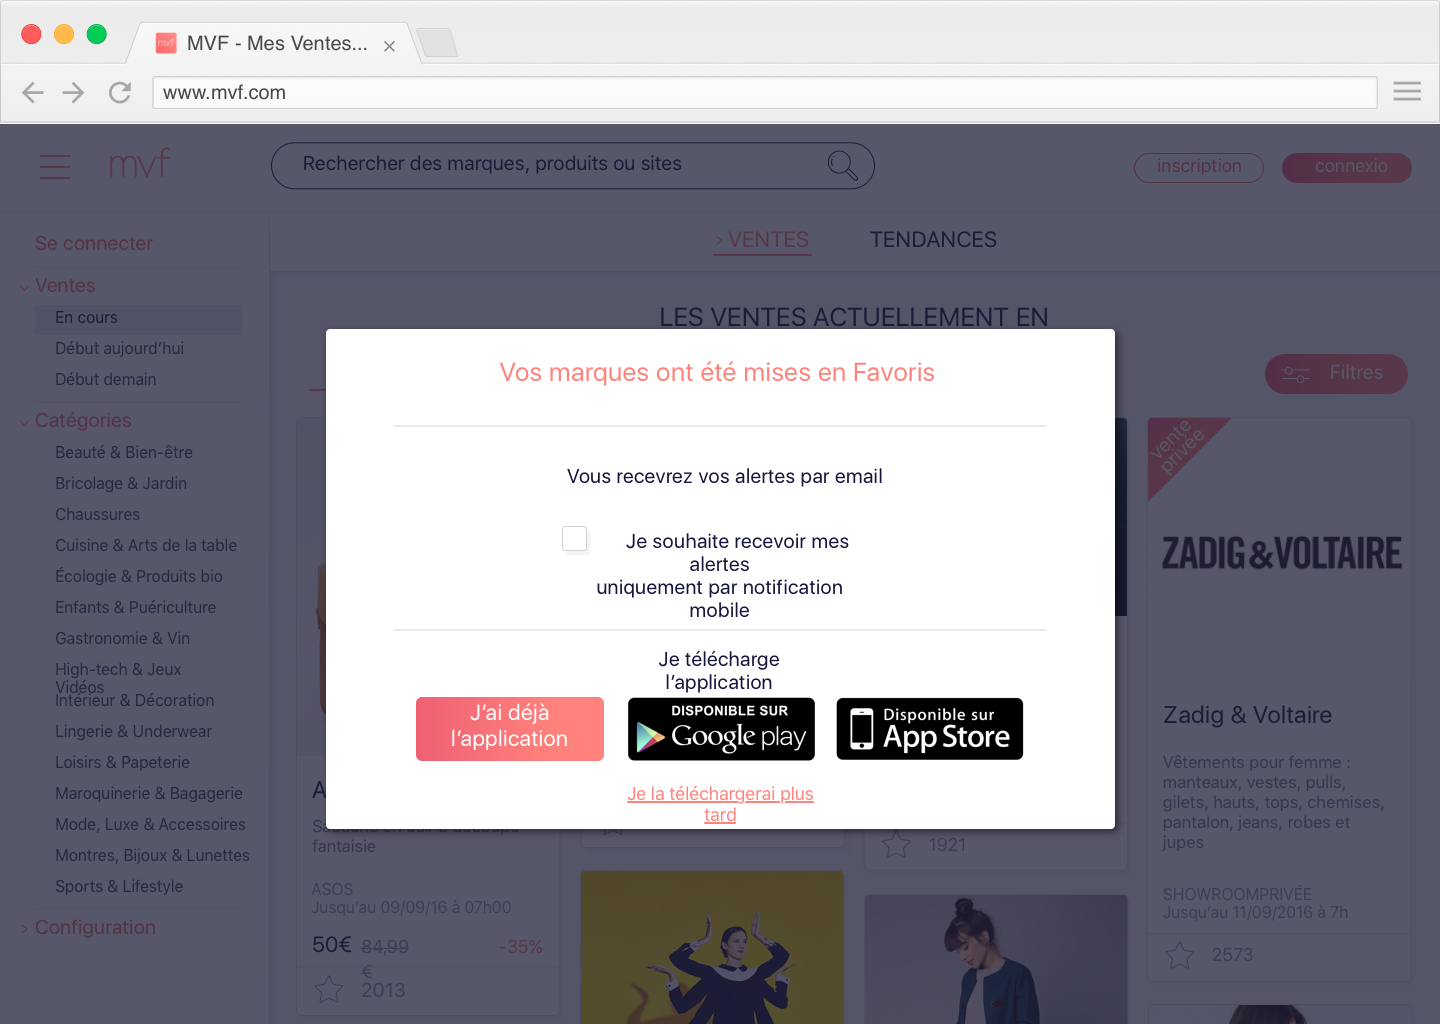 mvf
MVF - Mes Ventes...
www.mvf.com
mvf
Rechercher des marques, produits ou sites
inscription
connexio
Se connecter
> VENTES
TENDANCES
Ventes
En cours
Début aujourd’hui
Début demain
Catégories
Beauté & Bien-être
Bricolage & Jardin
Chaussures
Cuisine & Arts de la table
Écologie & Produits bio
Enfants & Puériculture
Gastronomie & Vin
High-tech & Jeux
Vidéos
Intérieur & Décoration
Lingerie & Underwear
Loisirs & Papeterie
Maroquinerie & Bagagerie
Mode, Luxe & Accessoires
Montres, Bijoux & Lunettes
Sports & Lifestyle
> Configuration
LES VENTES ACTUELLEMENT EN
Filtres
Vos marques ont été mises en Favoris
Vous recevrez vos alertes par email
Je souhaite recevoir mes
alertes
uniquement par notification
mobile
Je télécharge
l’application
J’ai déjà
l’application
DISPONIBLE SUR
Google play
Disponible sur
App Store
Je la téléchargerai plus
tard
fantaisie
ASOS
Jusqu’au 09/09/16 à 07h00
50€ 84,99
€
-35%
2013
1921
vente
privée
ZADIG & VOLTAIRE
Zadig & Voltaire
Vêtements pour femme :
manteaux, vestes, pulls,
gilets, hauts, tops, chemises,
pantalon, jeans, robes et
jupes
SHOWROOMPRIVÉE
Jusqu’au 11/09/2016 à 7h
2573